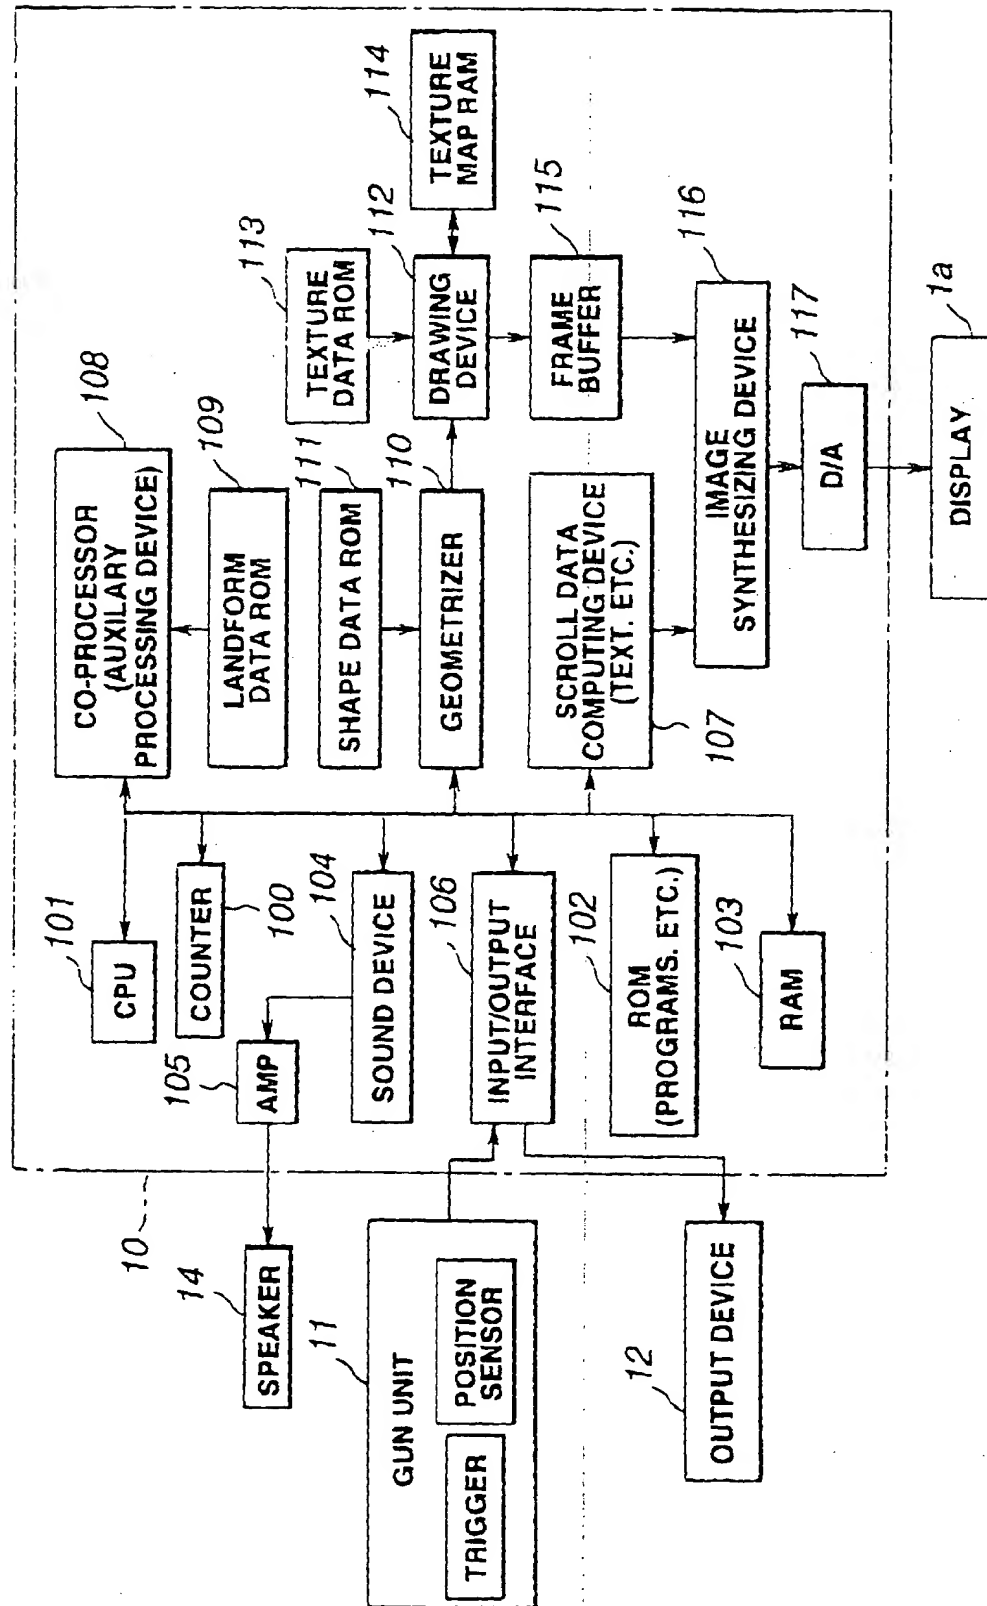 10
SPEAKER
14
GUN UNIT
11
TRIGGER
POSITION
SENSOR
OUTPUT DEVICE
12
CPU
101
COUNTER
100
AMP
105
SOUND DEVICE
104
INPUT/OUTPUT
INTERFACE
106
ROM
(PROGRAMS. ETC.)
102
RAM
103
CO-PROCESSOR
(AUXILARY
PROCESSING DEVICE)
108
LANDFORM
DATA ROM
109
SHAPE DATA ROM
111
GEOMETRIZER
110
SCROLL DATA
COMPUTING DEVICE
(TEXT. ETC.)
107
TEXTURE
DATA ROM
113
DRAWING
DEVICE
112
TEXTURE
MAP RAM
114
FRAME
BUFFER
115
IMAGE
SYNTHESIZING DEVICE
116
D/A
117
DISPLAY
1a